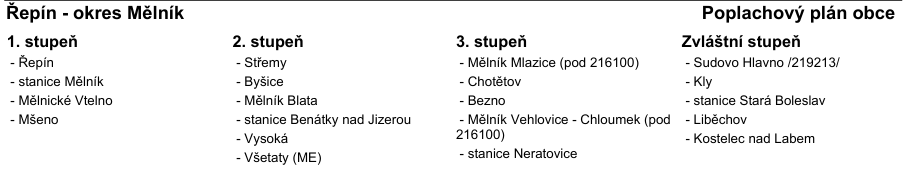 Řepín - okres Mělník
Poplachový plán obce
1. stupeň
- Řepín
- stanice Mělník
- Mělnické Vtelno
- Mšeno
2. stupeň
- Střemy
- Byšice
- Mělník Blata
- stanice Benátky nad Jizerou
- Vysoká
- Všetaty (ME)
3. stupeň
- Mělník Mlazice (pod 216100)
- Chotětov
- Bezno
- Mělník Vehlovice - Chloumek (pod
216100)
- stanice Neratovice
Zvláštní stupeň
- Sudovo Hlavno /219213/
- Kly
- stanice Stará Boleslav
- Liběchov
- Kostelec nad Labem